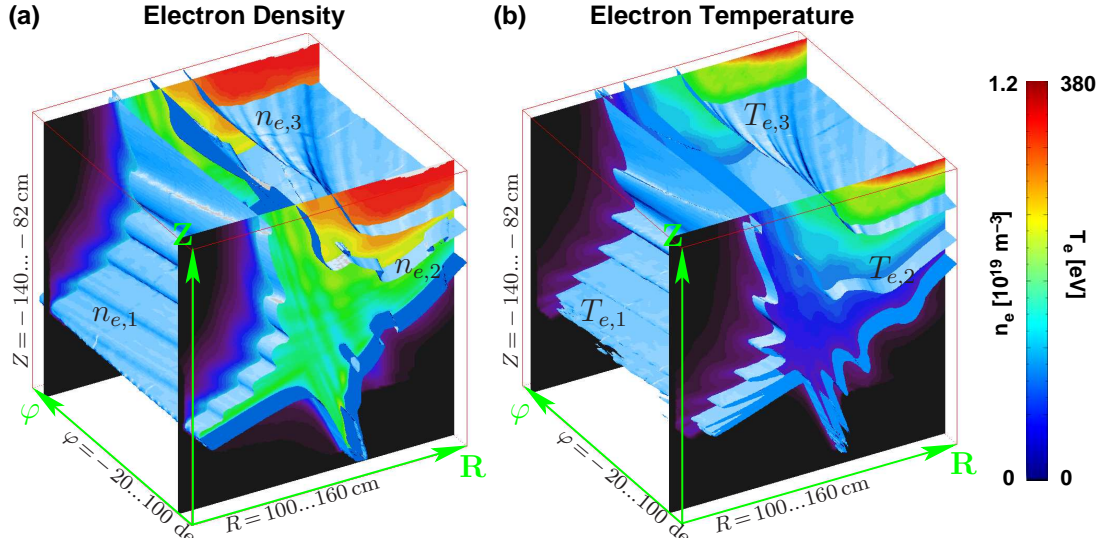 (a) Electron Density
(b) Electron Temperature
n_{e,3}
T_{e,3}
1.2 380
Z = − 140... − 82 cm
Z
n_{e,2}
n_{e,1}
Z = − 140... − 82 cm
Z
T_{e,2}
T_{e,1}
n_e [·10^{19} m^{-3}]
T_e [eV]
φ
φ = − 20...100 de
R
R = 100...160 cm
φ
φ = − 20...100 de
R
R = 100...160 cm
0 0